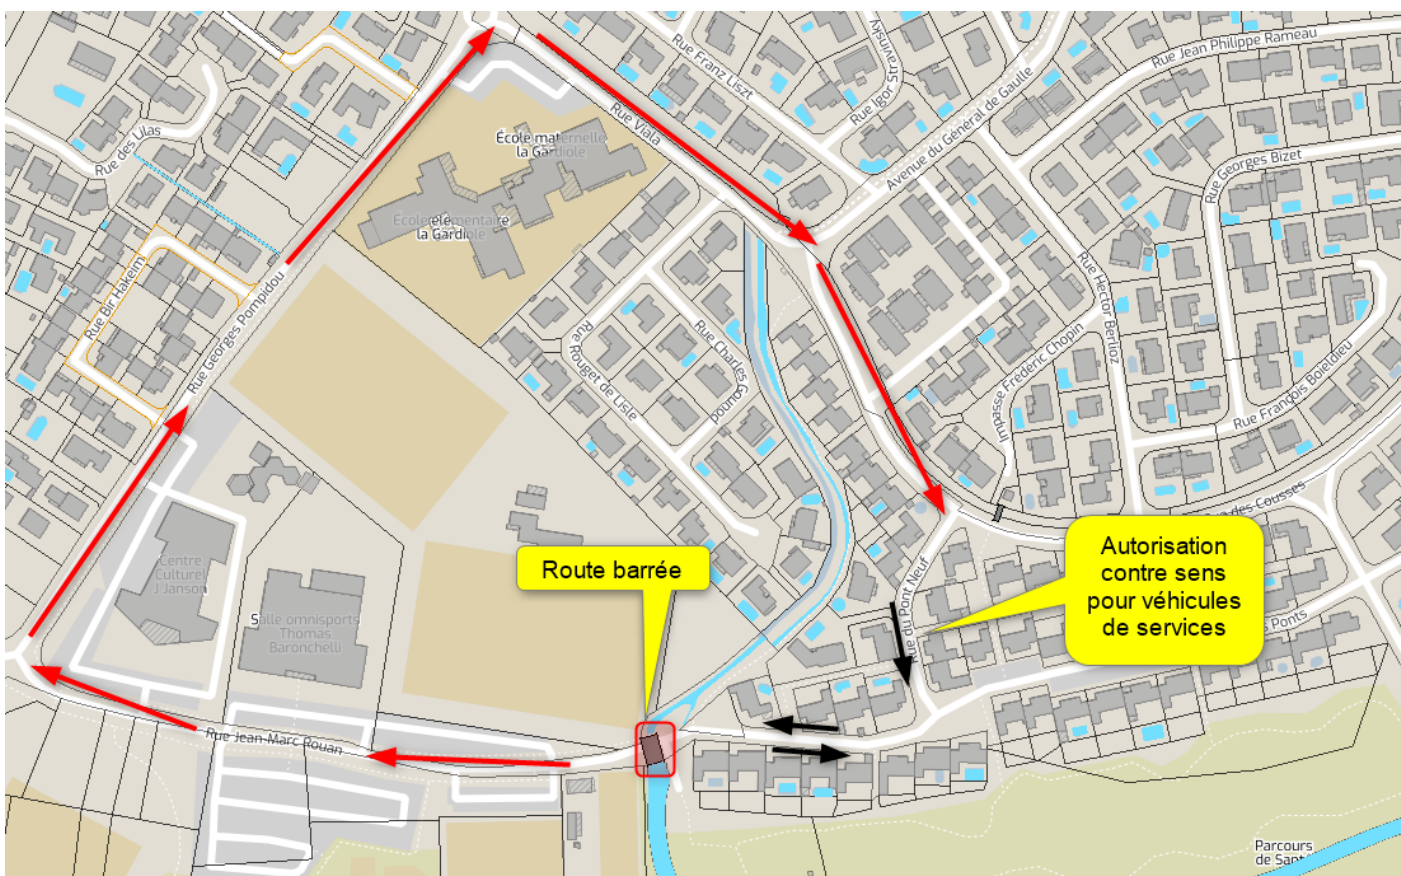 Rue Jean Philippe Rameau
Rue Franz Liszt
Rue Igor Stravinsky
Avenue du Général de Gaulle
Rue Viala
École maternelle
la Gardiole
Rue des Lilas
Rue Georges Bizet
École élémentaire
la Gardiole
Rue Bir Hakeim
Rue Georges Pompidou
Rue Hector Berlioz
Rue Rouget de Lisle
Rue Charles Gounod
Impasse Fréderic Chopin
Rue François Boieldieu
des Cousses
Centre
Culturel
J Janson
Route barrée
Autorisation
contre sens
pour véhicules
de services
Rue du Pont Neuf
s Ponts
Salle omnisports
Thomas
Baronchelli
Rue Jean-Marc Rouan
Parcours
de Sant